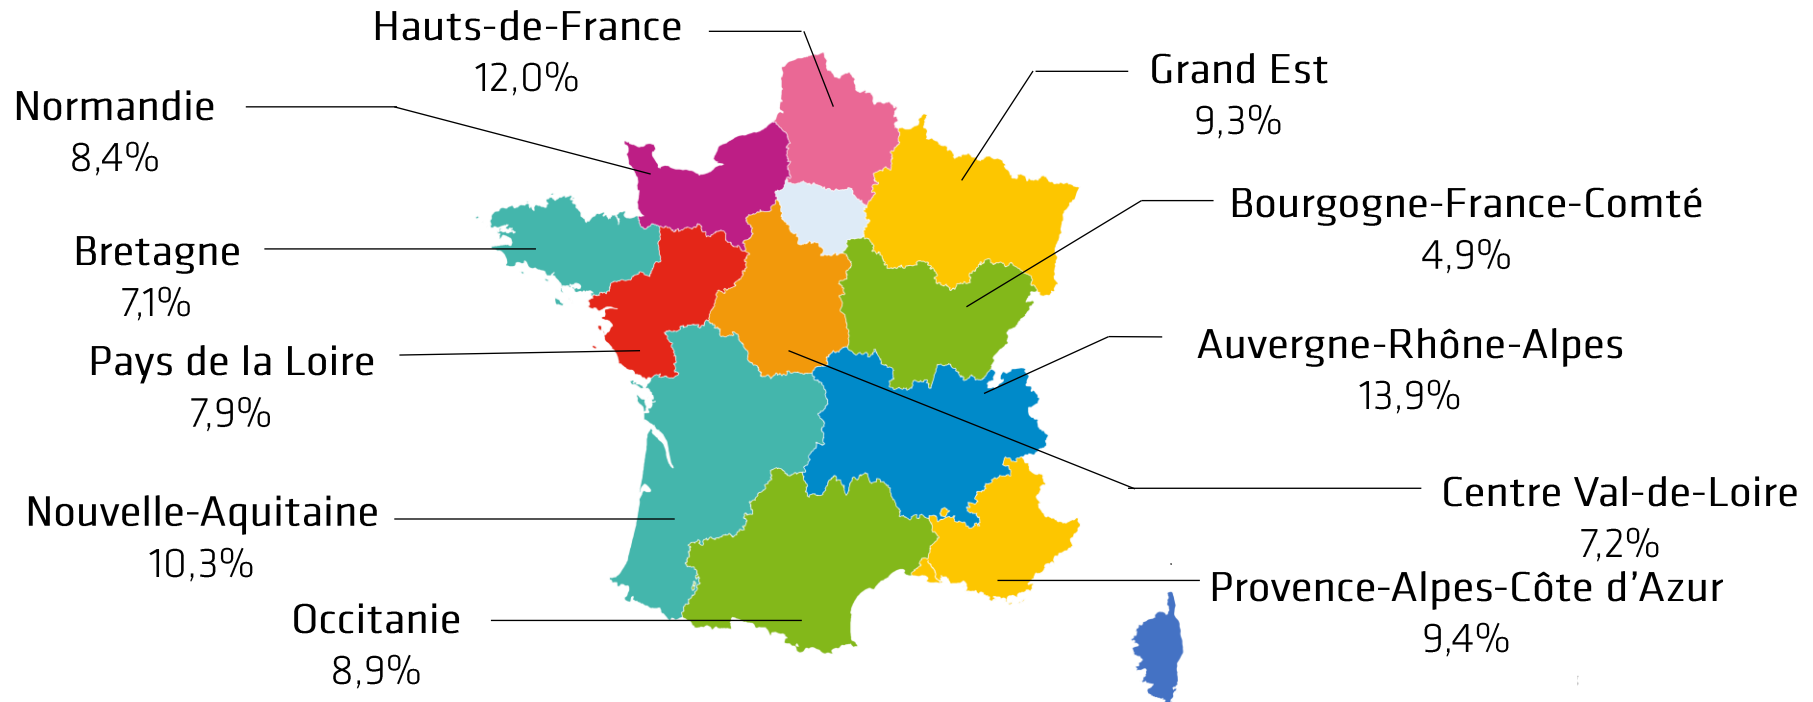 Hauts-de-France
12,0%
Grand Est
9,3%
Normandie
8,4%
Bourgogne-France-Comté
4,9%
Bretagne
7,1%
Auvergne-Rhône-Alpes
13,9%
Pays de la Loire
7,9%
Centre Val-de-Loire
7,2%
Nouvelle-Aquitaine
10,3%
Provence-Alpes-Côte d’Azur
9,4%
Occitanie
8,9%